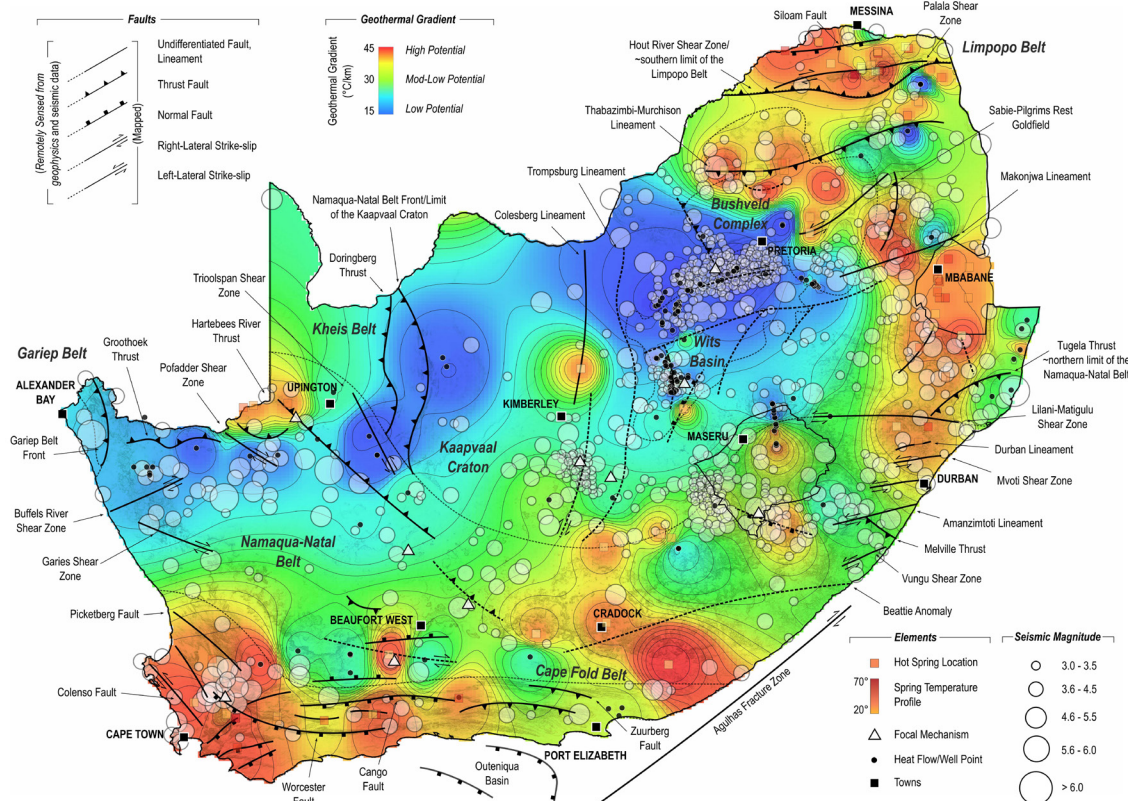 Faults
(Remotely Sensed from
geophysics and seismic data)
(Mapped)
Undifferentiated Fault,
Lineament
Thrust Fault
Normal Fault
Right-Lateral Strike-slip
Left-Lateral Strike-slip
Geothermal Gradient
Geothermal Gradient
(°C/km)
45
30
15
High Potential
Mod-Low Potential
Low Potential
Siloam Fault
MESSINA
Palala Shear
Zone
Limpopo Belt
Hout River Shear Zone/
~southern limit of the
Limpopo Belt
Thabazimbi-Murchison
Lineament
Sabie-Pilgrims Rest
Goldfield
Trompsburg Lineament
Makonjwa Lineament
Namaqua-Natal Belt Front/Limit
of the Kaapvaal Craton
Colesberg Lineament
Bushveld
Complex
PRETORIA
Doringberg
Thrust
MBABANE
Trioolspan Shear
Zone
Kheis Belt
Hartebees River
Thrust
Wits
Basin
Gariep Belt
Groothoek
Thrust
Tugela Thrust
~northern limit of the
Namaqua-Natal Belt
Pofadder Shear
Zone
ALEXANDER
BAY
UPINGTON
KIMBERLEY
Lilani-Matigulu
Shear Zone
MASERU
Gariep Belt
Front
Kaapvaal
Craton
Durban Lineament
Mvoti Shear Zone
DURBAN
Buffels River
Shear Zone
Amanzimtoti Lineament
Namaqua-Natal
Belt
Melville Thrust
Garies Shear
Zone
Vungu Shear Zone
Picketberg Fault
Beattie Anomaly
CRADOCK
BEAUFORT WEST
Cape Fold Belt
Colenso Fault
Agulhas Fracture Zone
Zuurberg
Fault
CAPE TOWN
PORT ELIZABETH
Outeniqua
Basin
Cango
Fault
Worcester
Fault
Elements
Hot Spring Location
70°
20°
Spring Temperature
Profile
Focal Mechanism
Heat Flow/Well Point
Towns
Seismic Magnitude
3.0 - 3.5
3.6 - 4.5
4.6 - 5.5
5.6 - 6.0
> 6.0